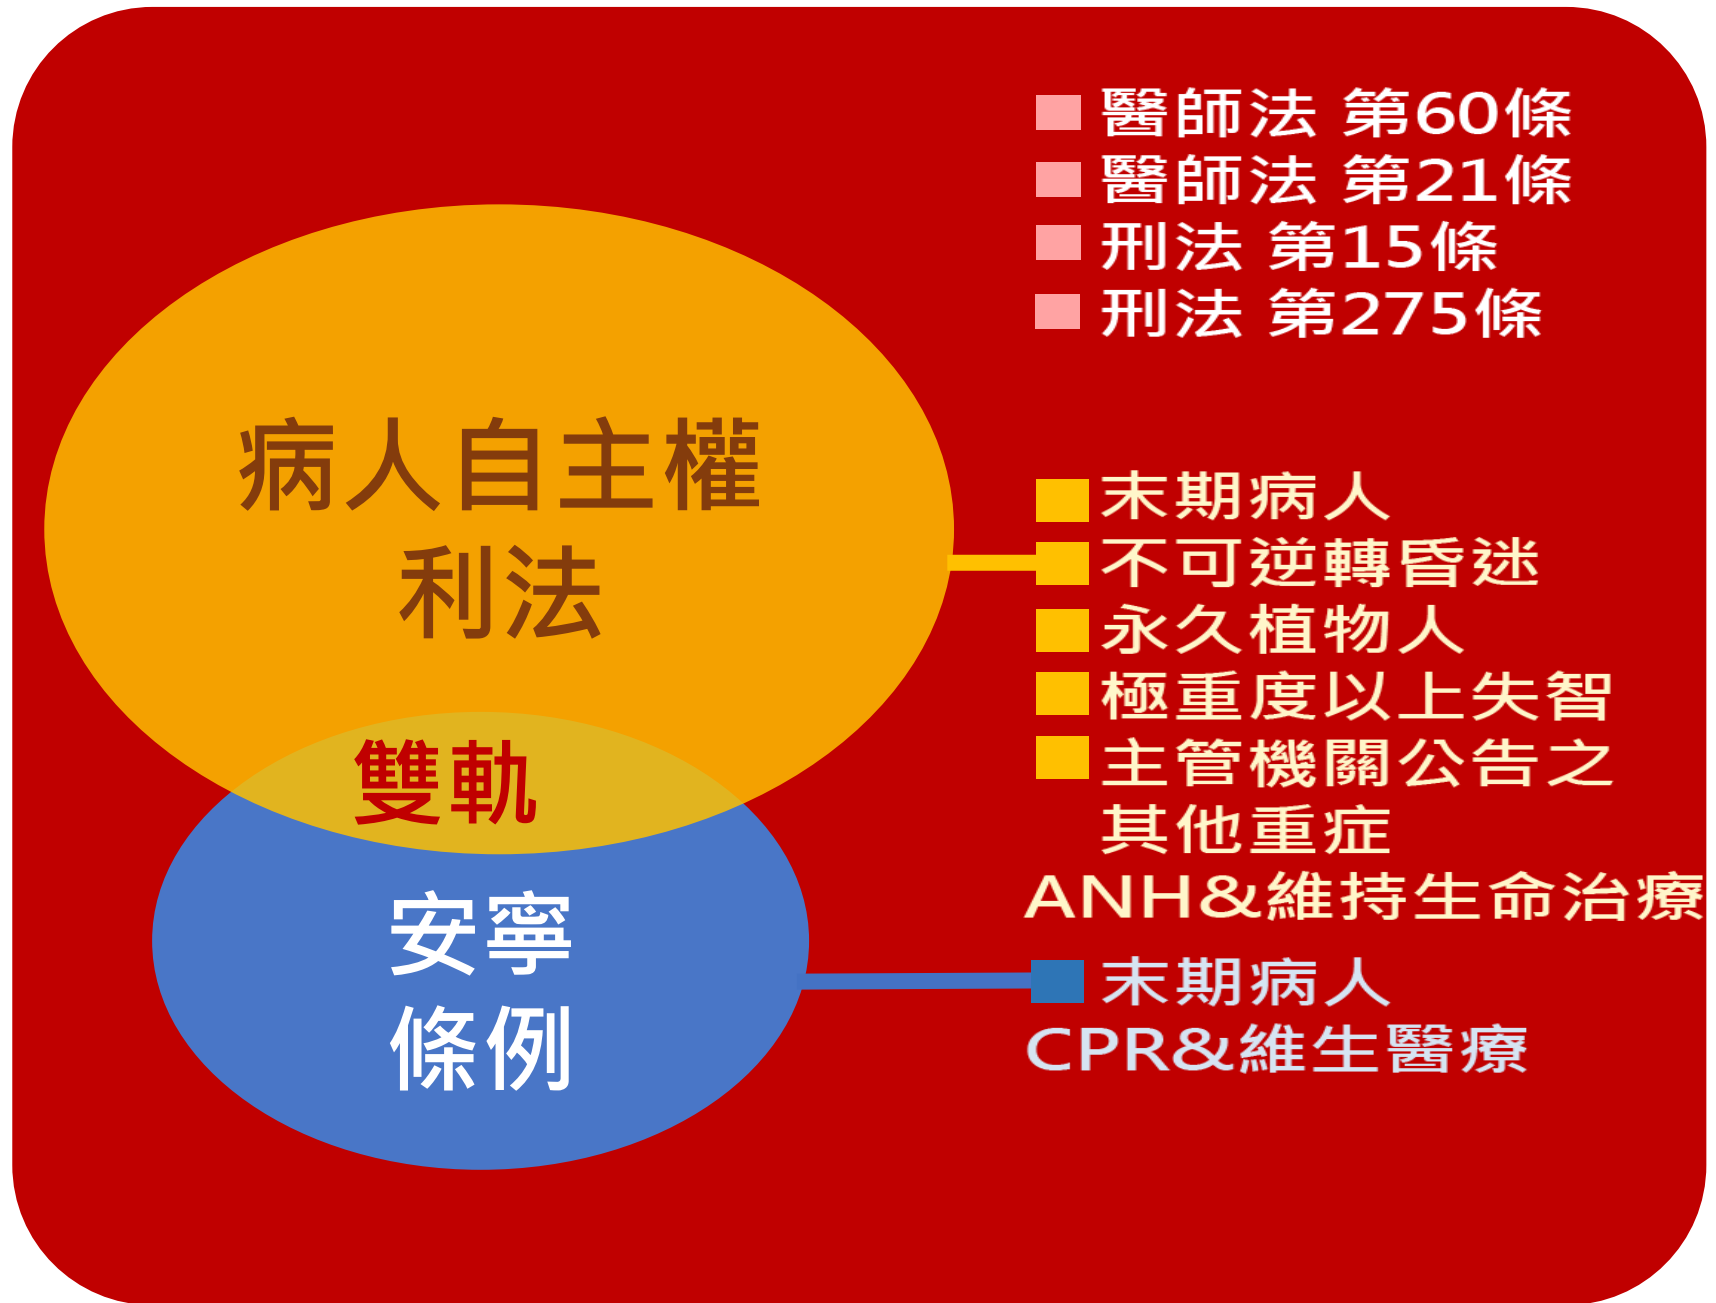 醫師法 第60條
醫師法 第21條
刑法 第15條
刑法 第275條
病人自主權
利法
雙軌
安寧
條例
末期病人
不可逆轉昏迷
永久植物人
極重度以上失智
主管機關公告之
其他重症
ANH&維持生命治療
末期病人
CPR&維生醫療